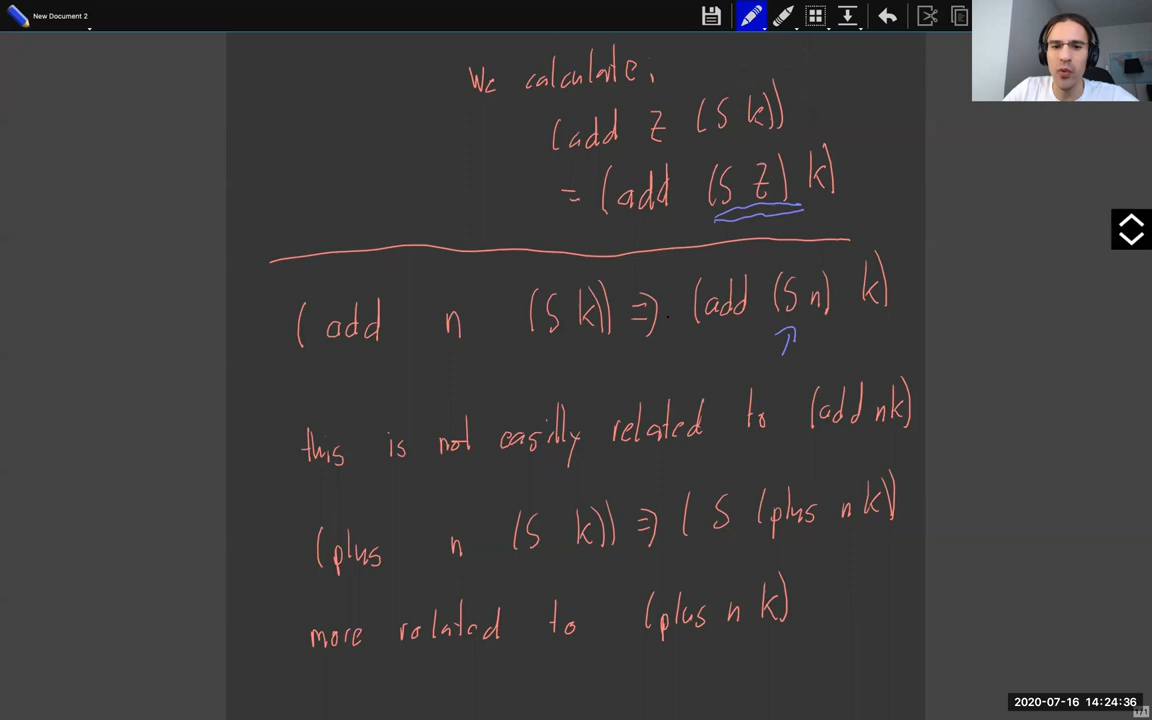 New Document 2
We calculate:
(add Z (S k))
= (add (S Z) k)
(add n (S k)) => (add (S n) k)
this is not easilly related to (add n k)
(plus n (S k)) => (S (plus n k))
more related to (plus n k)
2020-07-16 14:24:36